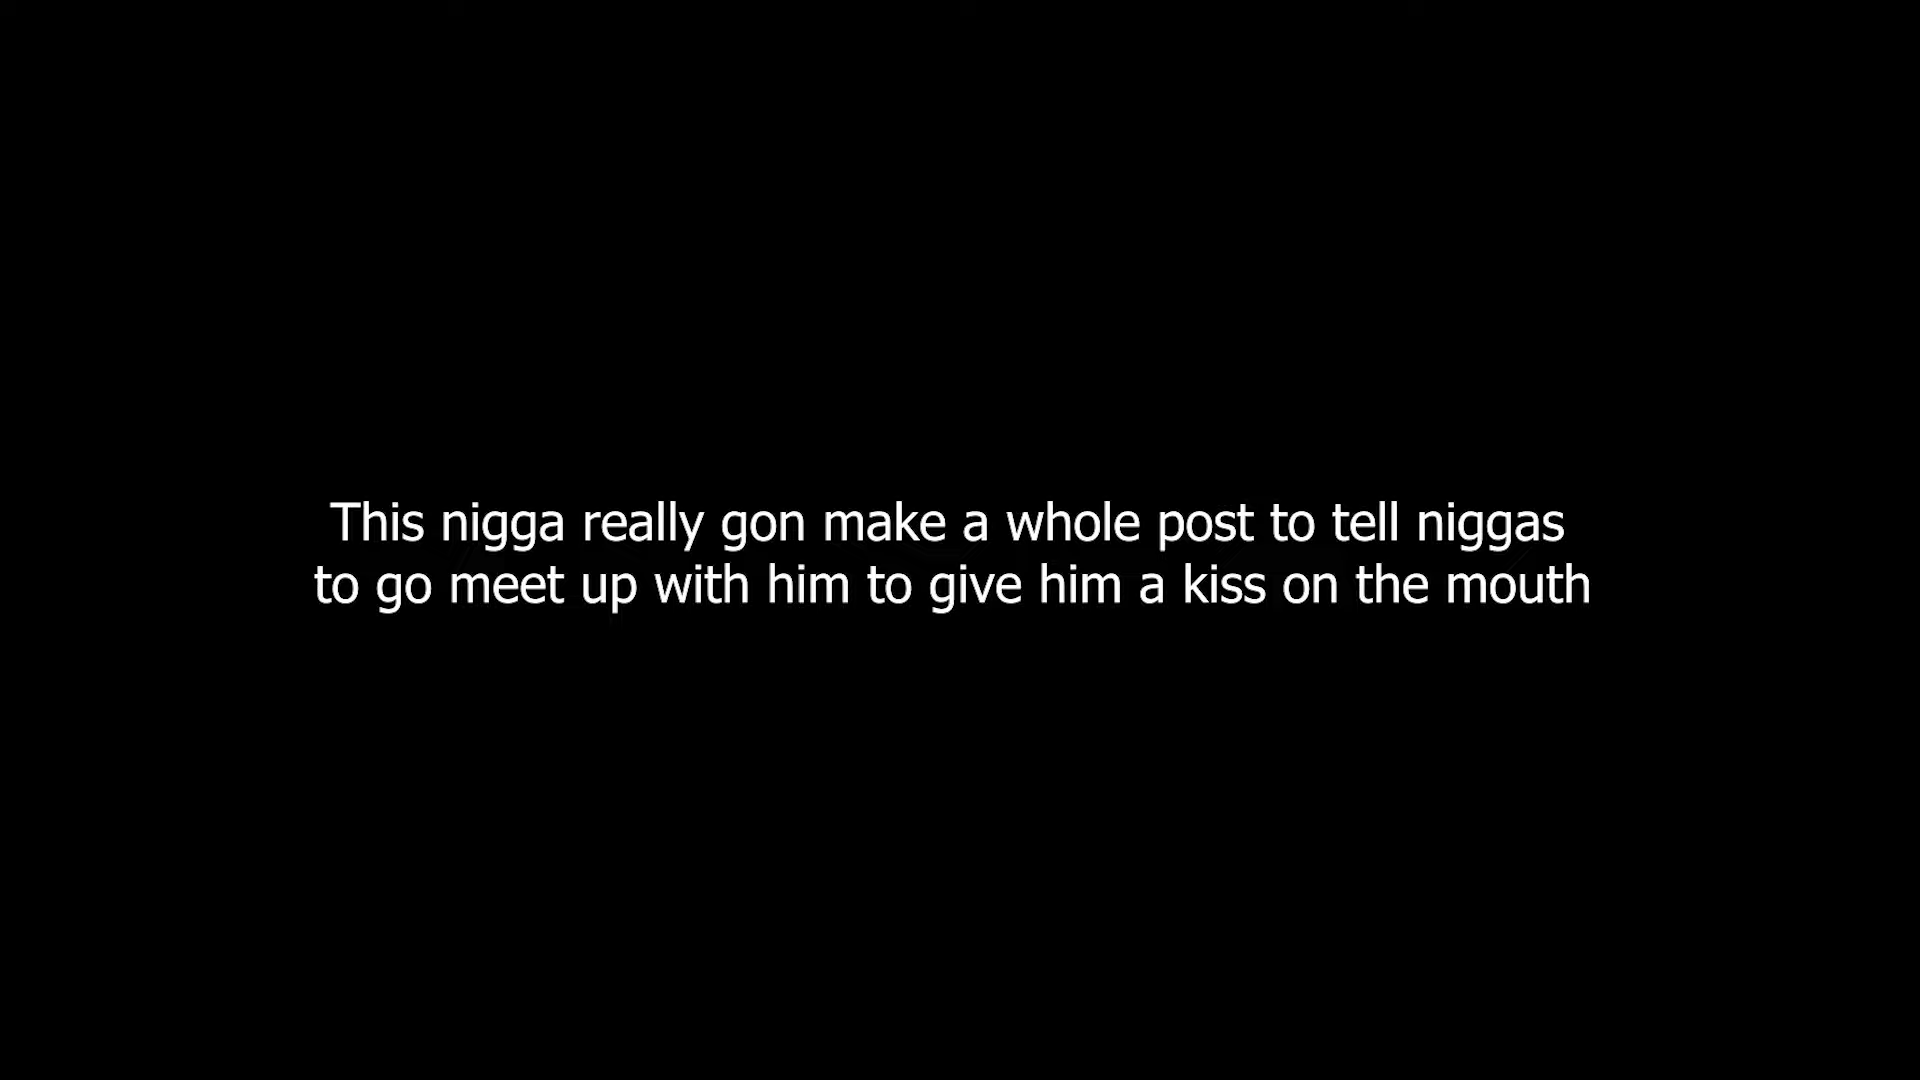 This nigga really gon make a whole post to tell niggas
to go meet up with him to give him a kiss on the mouth